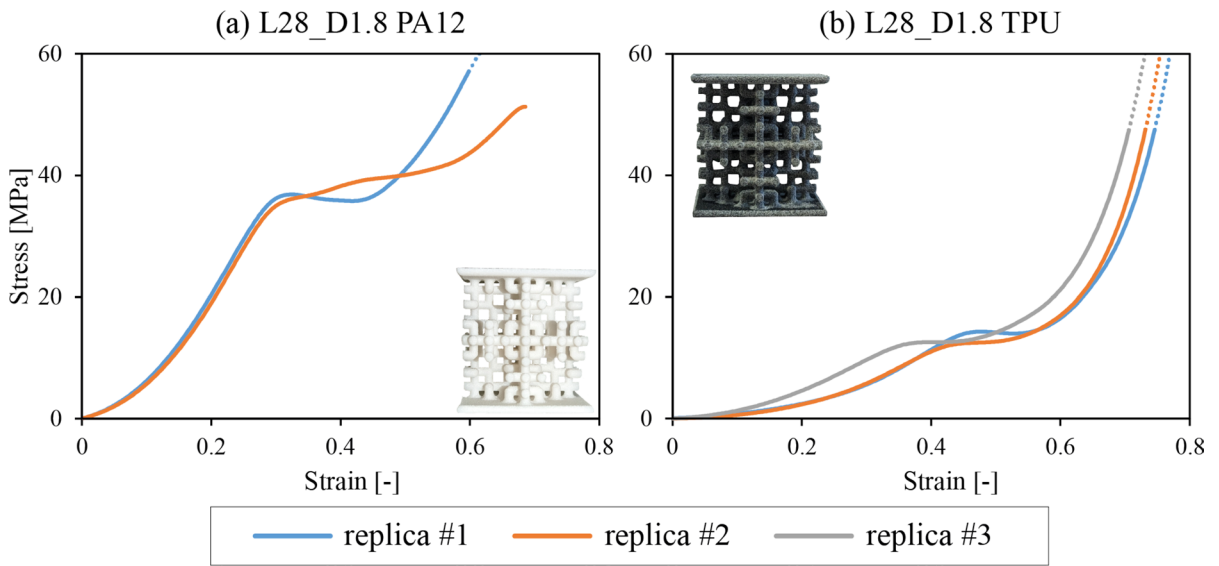 (a) L28_D1.8 PA12
(b) L28_D1.8 TPU
Stress [MPa]
60
40
20
0
0
0.2
0.4
0.6
0.8
Strain [-]
60
40
20
0
0
0.2
0.4
0.6
0.8
Strain [-]
replica #1
replica #2
replica #3